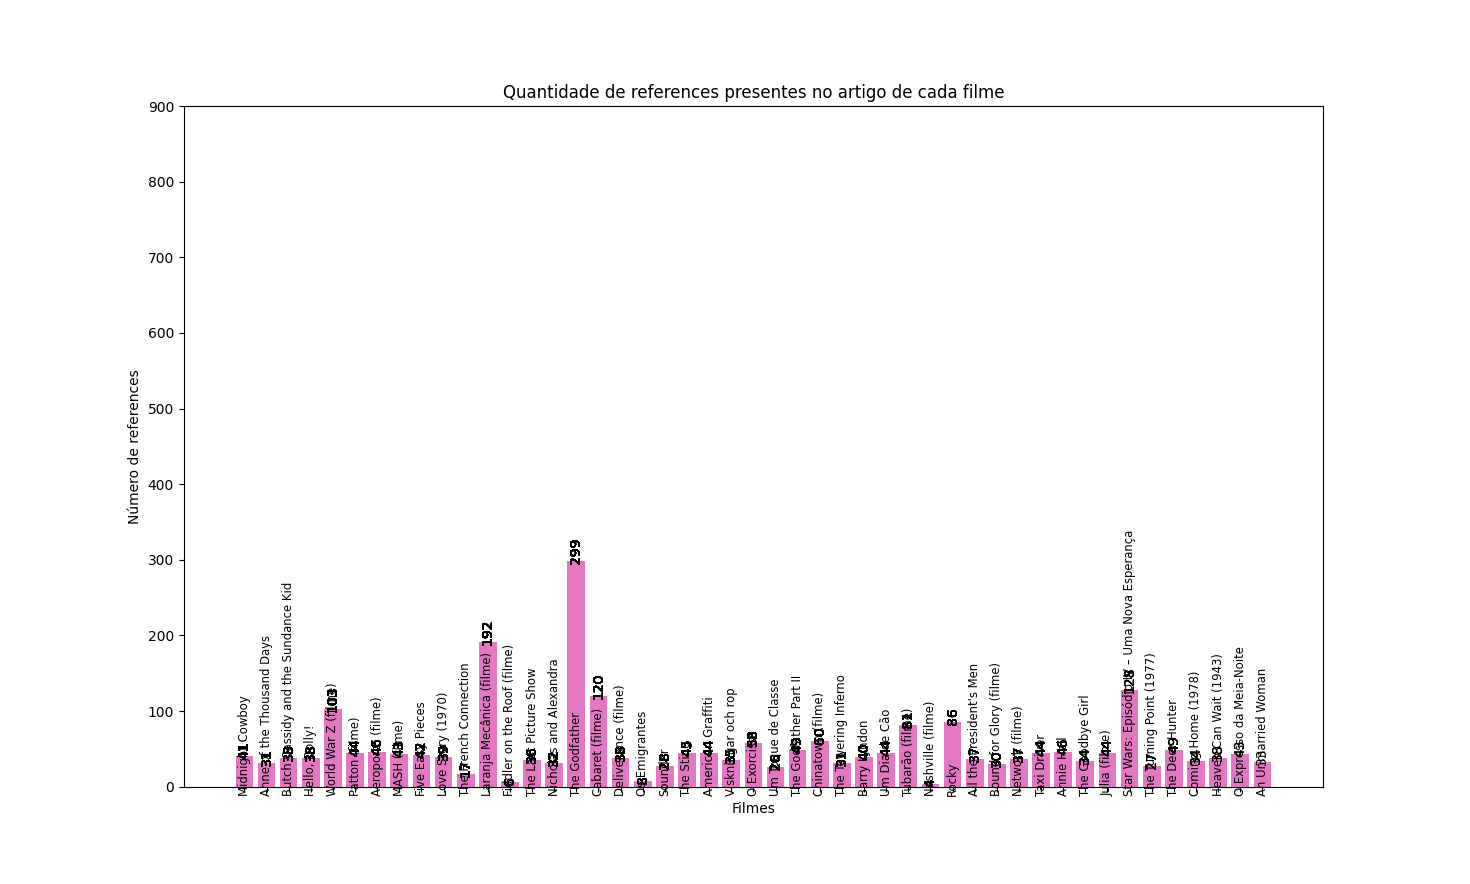 Quantidade de references presentes no artigo de cada filme
900
800
700
600
500
400
300
200
100
0
Número de references
Midnight Cowboy
41
Anne of the Thousand Days
31
Butch Cassidy and the Sundance Kid
39
Hello, Dolly!
38
World War Z (filme)
103
Patton (filme)
44
Aeroporto (filme)
46
MASH (filme)
43
Five Easy Pieces
42
Love Story (1970)
39
The French Connection
17
Laranja Mecânica (filme)
192
Fiddler on the Roof (filme)
6
The Last Picture Show
36
Nicholas and Alexandra
32
The Godfather
299
Cabaret (filme)
120
Deliverance (filme)
38
Os Emigrantes
8
Sounder
28
The Sting
45
American Graffiti
44
Viskningar och rop
35
O Exorcista
58
Um Toque de Classe
26
The Godfather Part II
49
Chinatown (filme)
60
The Towering Inferno
31
Barry Lyndon
40
Um Dia de Cão
44
Tubarão (filme)
81
Nashville (filme)
4
Rocky
86
All the President's Men
37
Bound for Glory (filme)
30
Network (filme)
37
Taxi Driver
44
Annie Hall
46
The Goodbye Girl
34
Julia (filme)
44
Star Wars: Episódio IV – Uma Nova Esperança
128
The Turning Point (1977)
27
The Deer Hunter
49
Coming Home (1978)
34
Heaven Can Wait (1943)
38
O Expresso da Meia-Noite
43
An Unmarried Woman
Filmes